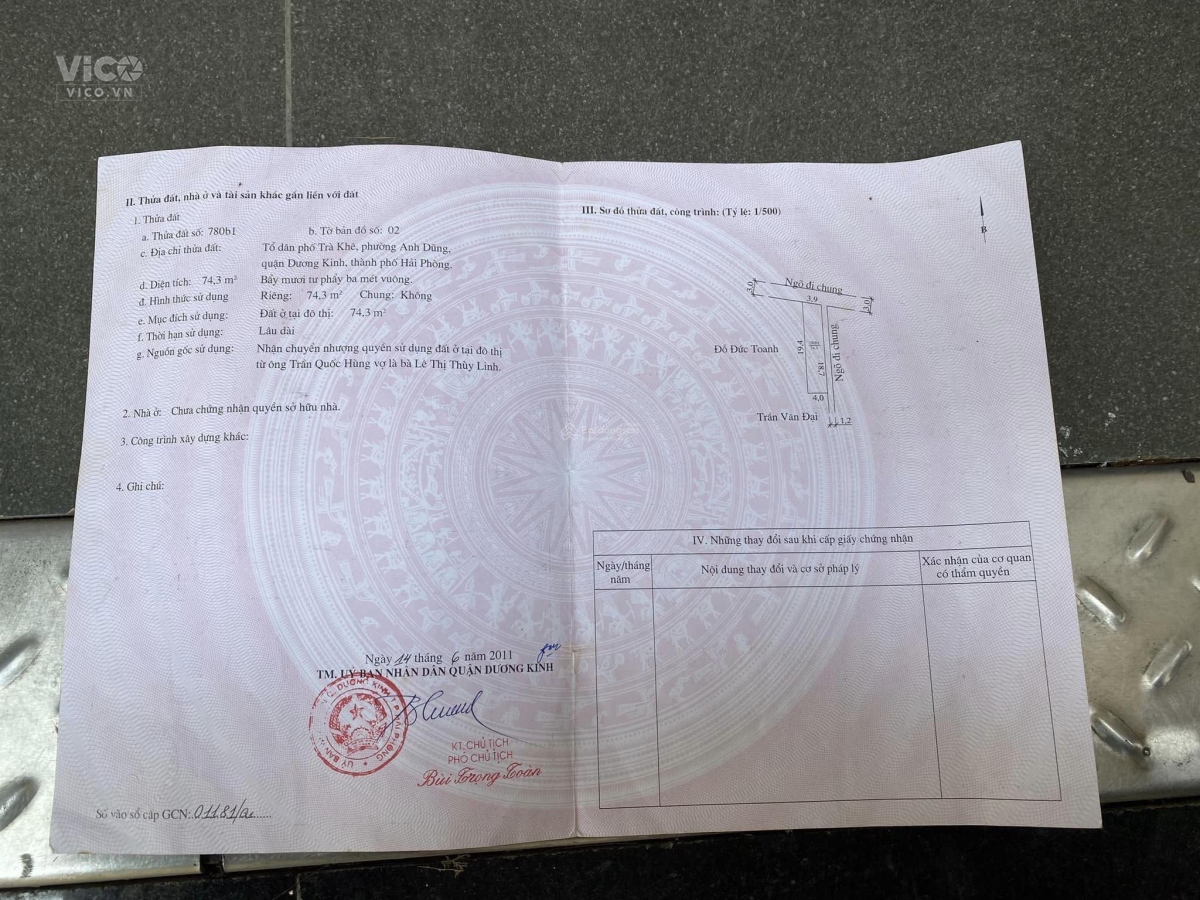 ViCO
VICO.VN
II. Thửa đất, nhà ở và tài sản khác gắn liền với đất
1. Thửa đất
a. Thửa đất số: 780b1
b. Tờ bản đồ số: 02
c. Địa chỉ thửa đất: Tổ dân phố Trà Khê, phường Anh Dũng,
quận Dương Kinh, thành phố Hải Phòng.
d. Diện tích: 74,3 m² Bẩy mươi tư phẩy ba mét vuông.
đ. Hình thức sử dụng Riêng: 74,3 m² Chung: Không
e. Mục đích sử dụng: Đất ở tại đô thị: 74,3 m²
f. Thời hạn sử dụng: Lâu dài
g. Nguồn gốc sử dụng: Nhận chuyển nhượng quyền sử dụng đất ở tại đô thị
từ ông Trần Quốc Hùng vợ là bà Lê Thị Thùy Linh.
2. Nhà ở: Chưa chứng nhận quyền sở hữu nhà.
3. Công trình xây dựng khác:
4. Ghi chú:
Ngày 14 tháng 6 năm 2011
TM. UỶ BAN NHÂN DÂN QUẬN DƯƠNG KINH
KT. CHỦ TỊCH
PHÓ CHỦ TỊCH
Bùi Trọng Toàn
Số vào sổ cấp GCN:
III. Sơ đồ thửa đất, công trình: (Tỷ lệ: 1/500)
B
Ngõ đi chung
3,0
3,9
3,0
Đỗ Đức Toanh
19,4
18,7
Ngõ đi chung
4,0
Trần Văn Đại
1,2
IV. Những thay đổi sau khi cấp giấy chứng nhận
Ngày/tháng
năm
Nội dung thay đổi và cơ sở pháp lý
Xác nhận của cơ quan
có thẩm quyền